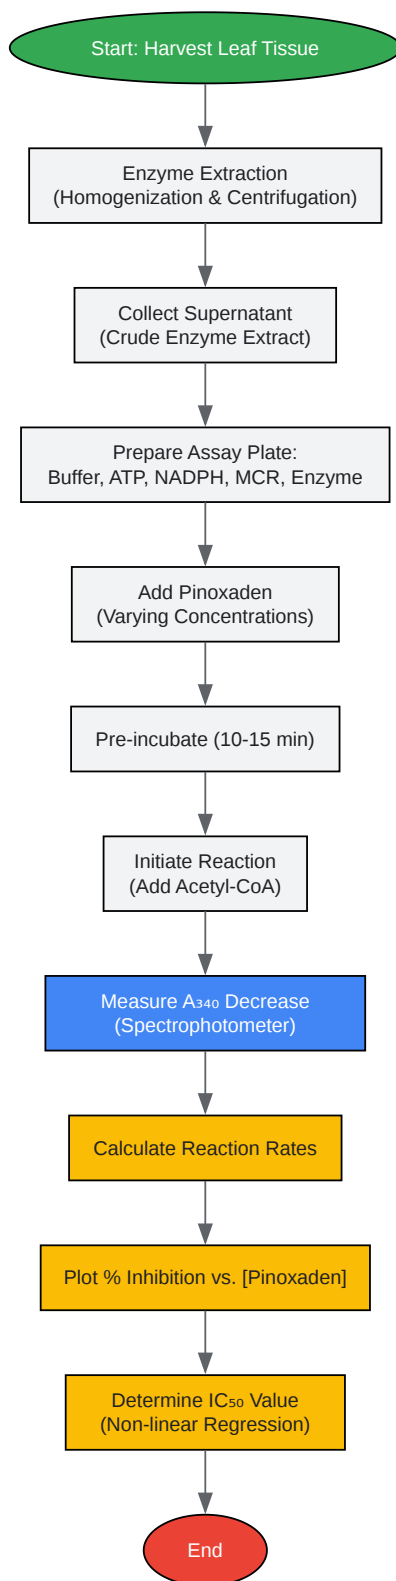 Start: Harvest Leaf Tissue
Enzyme Extraction
(Homogenization & Centrifugation)
Collect Supernatant
(Crude Enzyme Extract)
Prepare Assay Plate:
Buffer, ATP, NADPH, MCR, Enzyme
Add Pinoxaden
(Varying Concentrations)
Pre-incubate (10-15 min)
Initiate Reaction
(Add Acetyl-CoA)
Measure A₃₄₀ Decrease
(Spectrophotometer)
Calculate Reaction Rates
Plot % Inhibition vs. [Pinoxaden]
Determine IC₅₀ Value
(Non-linear Regression)
End